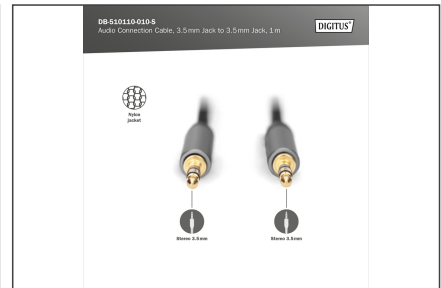 DB-510110-010-S
Audio Connection Cable, 3.5 mm Jack to 3.5 mm Jack, 1 m
DIGITUS®
Nylon
jacket
Stereo 3.5mm
Stereo 3.5mm